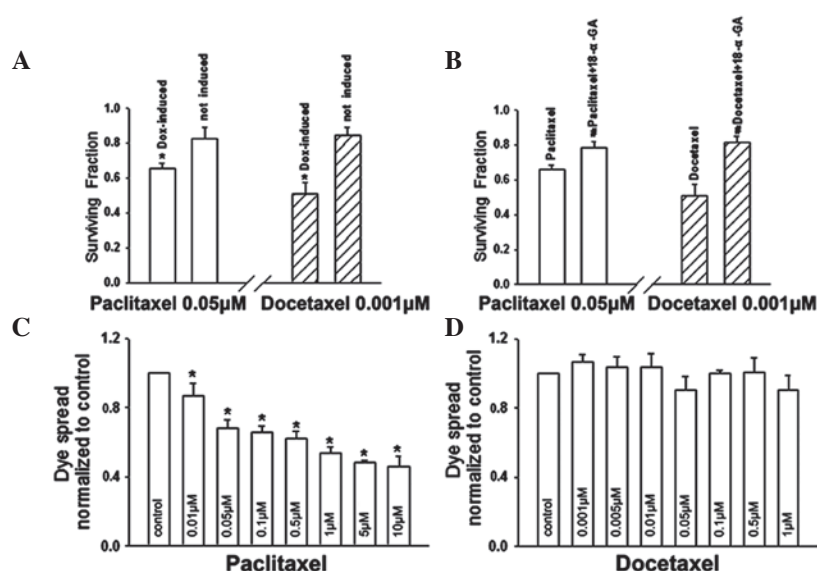 A
Surviving Fraction
1.0
0.8
0.6
0.4
0.2
0.0
* Dox-induced
not induced
* Dox-induced
not induced
Paclitaxel 0.05µM
Docetaxel 0.001µM
B
Surviving Fraction
1.0
0.8
0.6
0.4
0.2
0.0
Paclitaxel
Paclitaxel+18-α-GA
Docetaxel
Docetaxel+18-α-GA
Paclitaxel 0.05µM
Docetaxel 0.001µM
C
Dye spread
normalized to control
1.2
0.8
0.4
0.0
control
* 0.01µM
* 0.05µM
* 0.1µM
* 0.5µM
* 1µM
* 5µM
* 10µM
Paclitaxel
D
Dye spread
normalized to control
1.2
0.8
0.4
0.0
control
0.001µM
0.005µM
0.01µM
0.05µM
0.1µM
0.5µM
1µM
Docetaxel